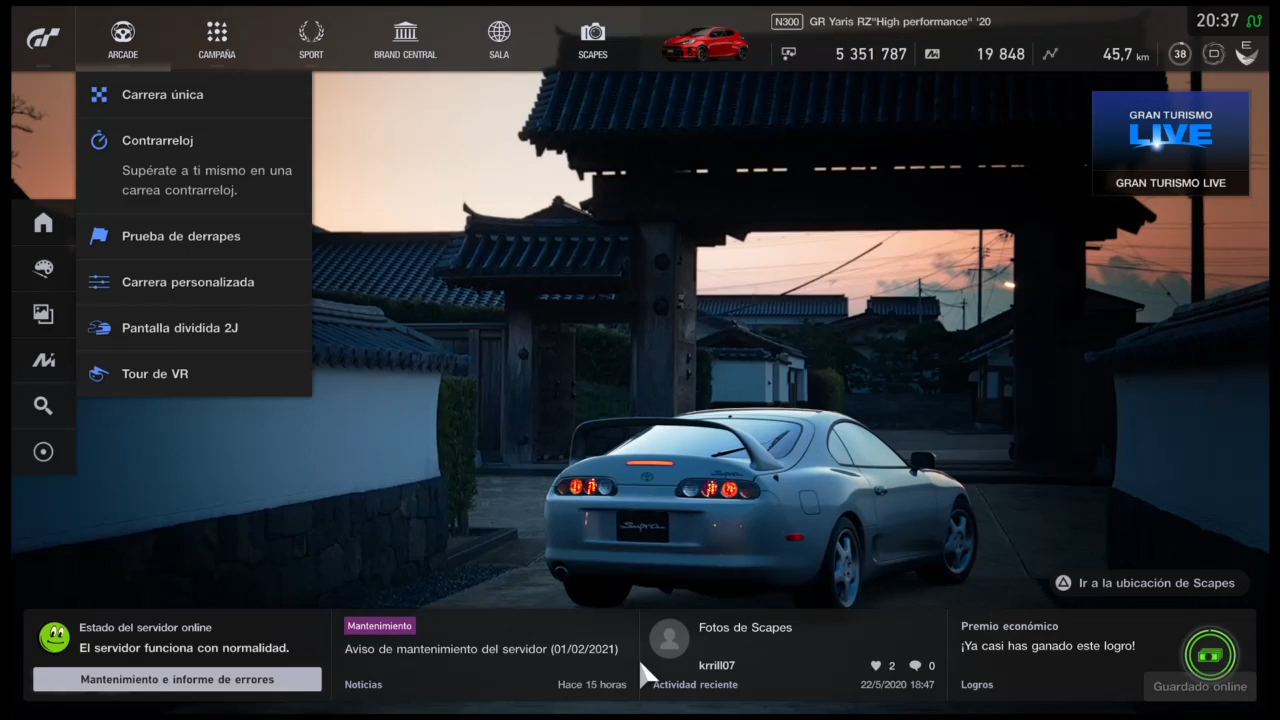 ARCADE
CAMPAÑA
SPORT
BRAND CENTRAL
SALA
SCAPES
N300 GR Yaris RZ"High performance" '20
5 351 787
19 848
45,7 km
38
E
20:37
Carrera única
Contrarreloj
Supérate a ti mismo en una
carrea contrarreloj.
Prueba de derrapes
Carrera personalizada
Pantalla dividida 2J
Tour de VR
GRAN TURISMO
LIVE
GRAN TURISMO LIVE
Supra
Ir a la ubicación de Scapes
Estado del servidor online
El servidor funciona con normalidad.
Mantenimiento e informe de errores
Mantenimiento
Aviso de mantenimiento del servidor (01/02/2021)
Noticias
Hace 15 horas
Fotos de Scapes
krrill07
2
0
Actividad reciente
22/5/2020 18:47
Premio económico
¡Ya casi has ganado este logro!
Logros
Guardado online